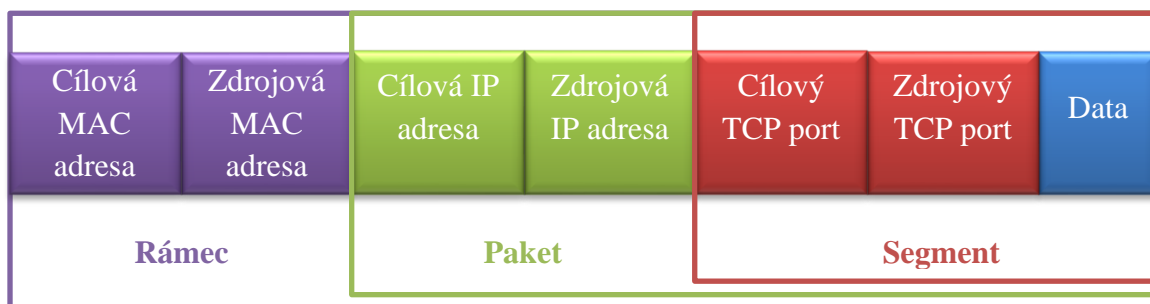 Cílová
MAC
adresa
Zdrojová
MAC
adresa
Cílová IP
adresa
Zdrojová
IP adresa
Cílový
TCP port
Zdrojový
TCP port
Data
Rámec
Paket
Segment